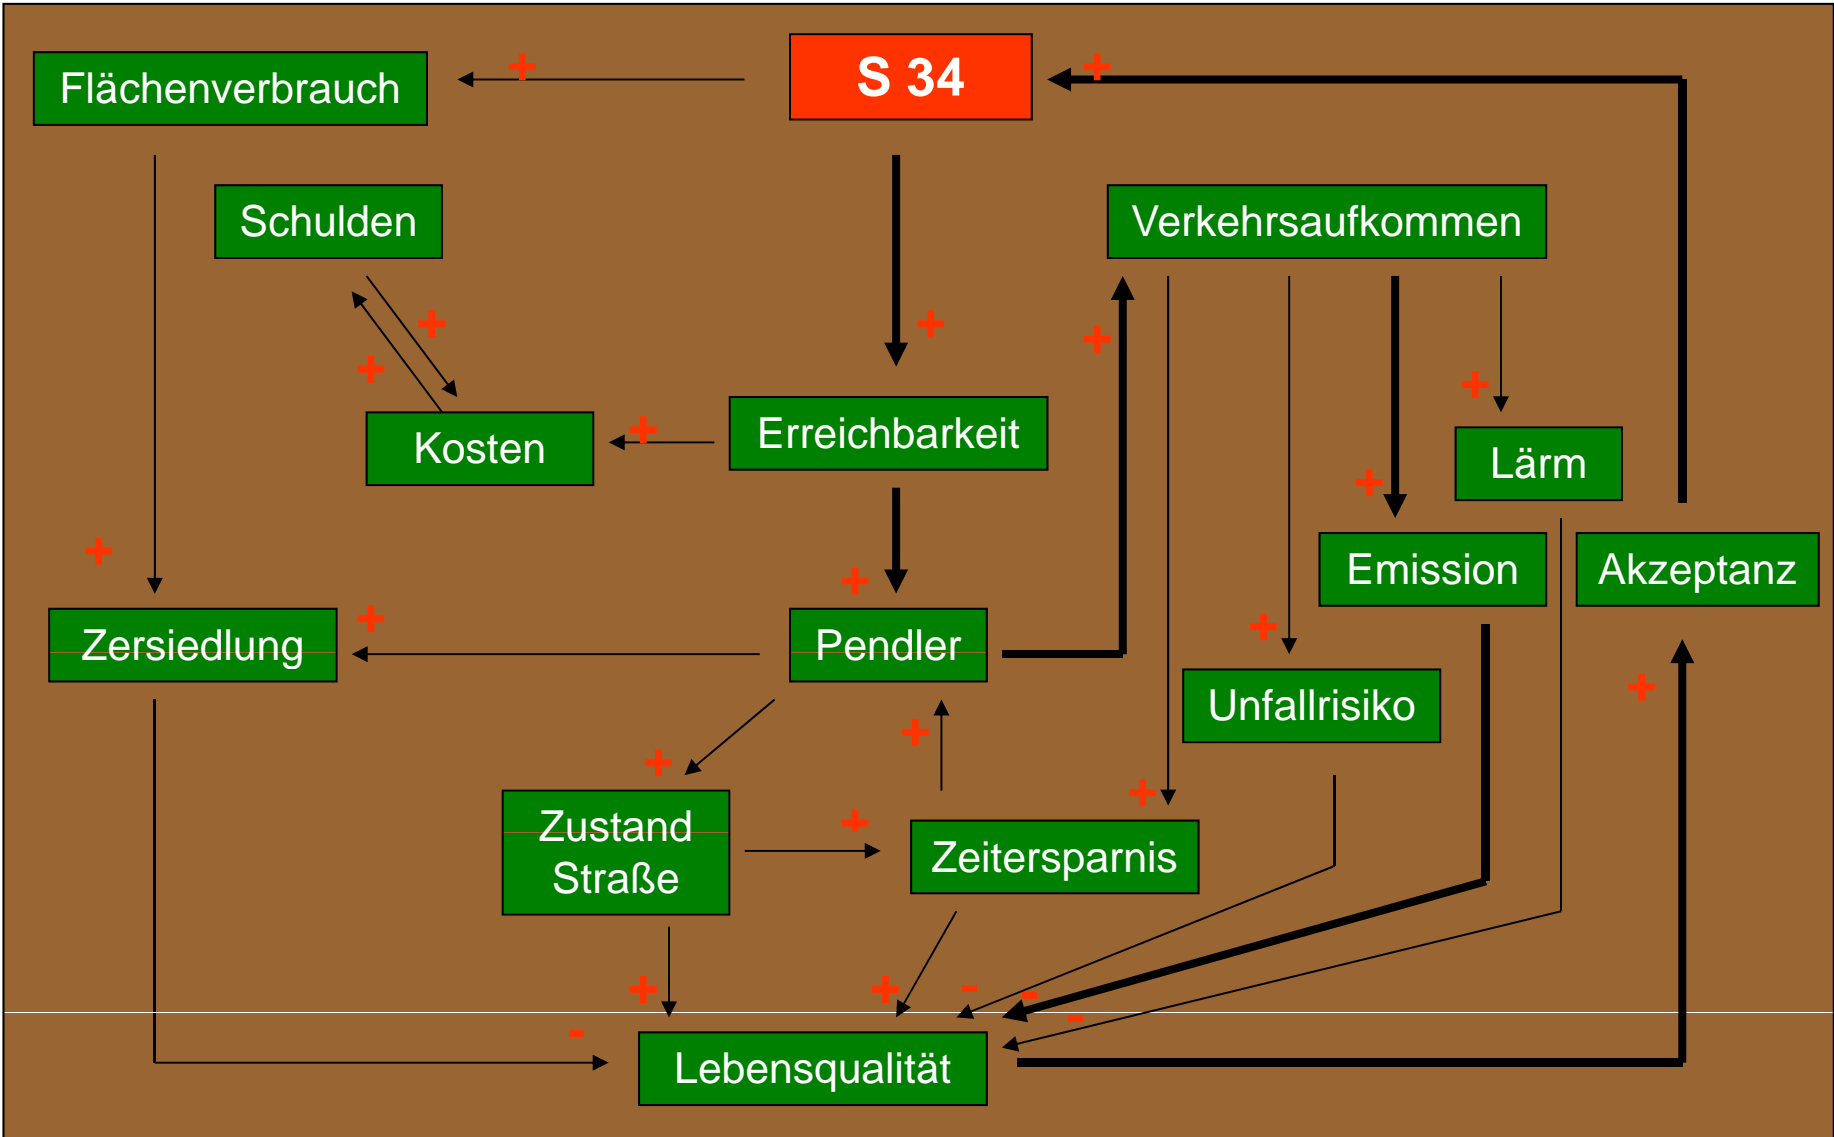 +
S 34
+
Flächenverbrauch
Schulden
Verkehrsaufkommen
+
+
+
+
+
Erreichbarkeit
+
Kosten
+
Lärm
+
+
Emission
Akzeptanz
+
+
+
Zersiedlung
Pendler
+
Unfallrisiko
+
+
+
Zustand
Straße
+
+
Zeitersparnis
+
+
-
-
-
-
Lebensqualität